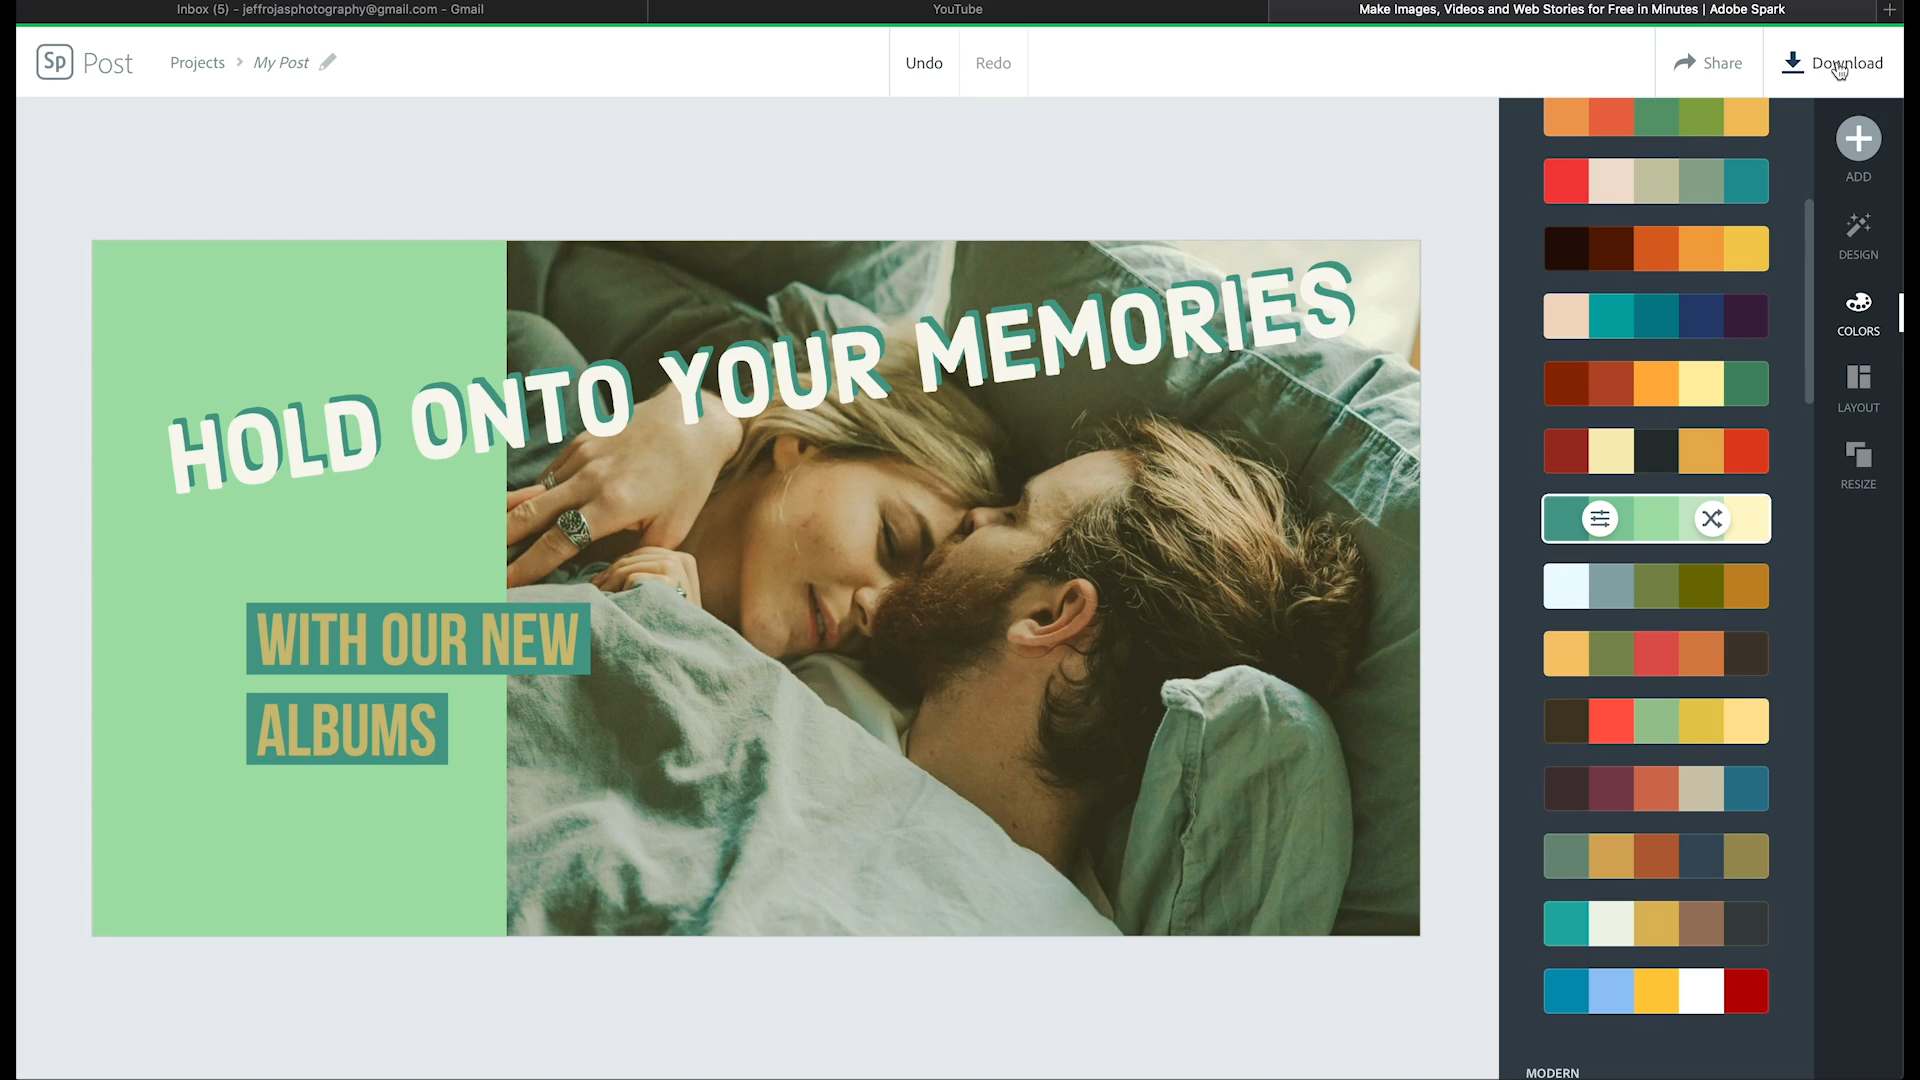 Inbox (5) - jeffrojasphotography@gmail.com - Gmail
YouTube
Make Images, Videos and Web Stories for Free in Minutes | Adobe Spark
Sp Post
Projects > My Post
Undo
Redo
Share
Download
ADD
DESIGN
COLORS
LAYOUT
RESIZE
HOLD ONTO YOUR MEMORIES
WITH OUR NEW
ALBUMS
MODERN